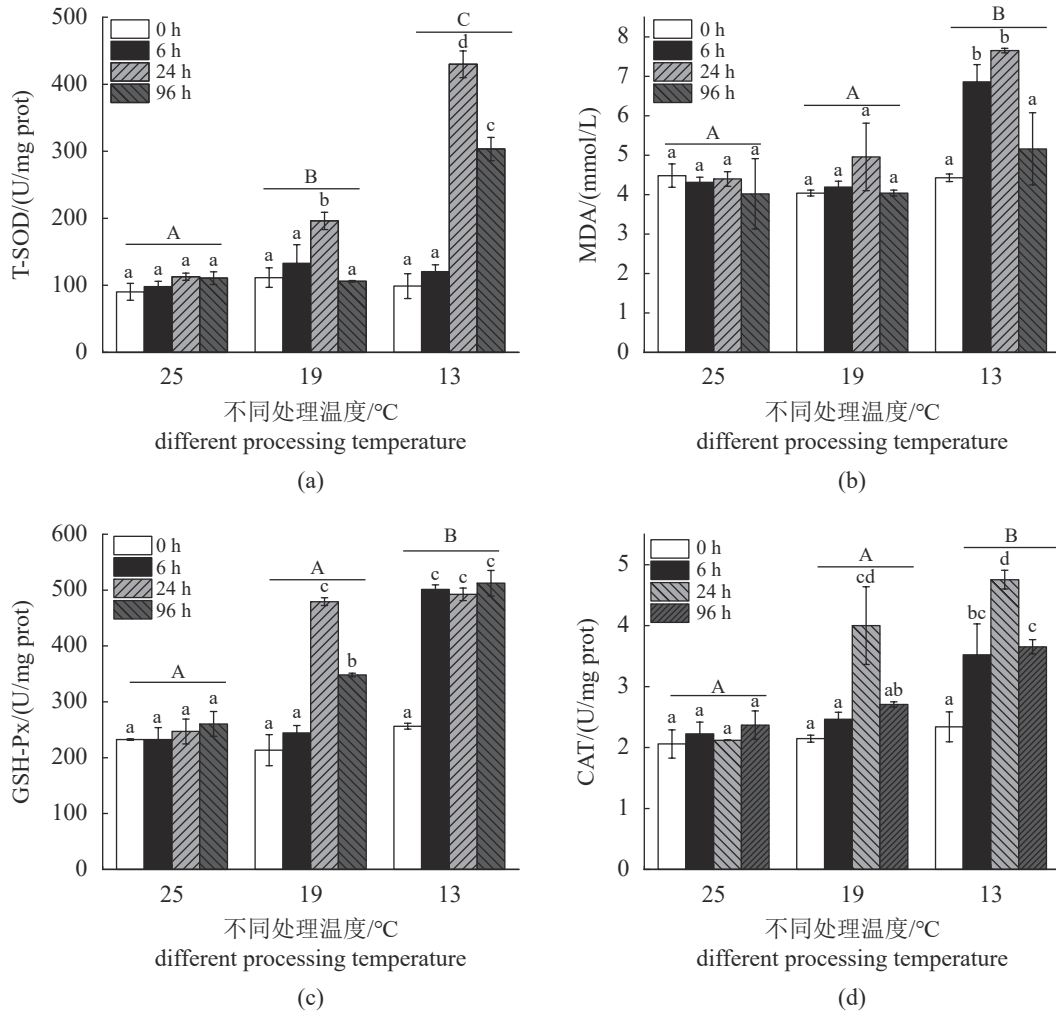 500
400
300
200
100
0
T-SOD/(U/mg prot)
0 h
6 h
24 h
96 h
A
a a a a
B
a a b a
C
a a d c
25 19 13
不同处理温度/℃
different processing temperature
(a)
8
7
6
5
4
3
2
1
0
MDA/(mmol/L)
0 h
6 h
24 h
96 h
A
a a a a
A
a a a a
B
a b b a
25 19 13
不同处理温度/℃
different processing temperature
(b)
600
500
400
300
200
100
0
GSH-Px/(U/mg prot)
0 h
6 h
24 h
96 h
A
a a a a
A
a a c b
B
a c c c
25 19 13
不同处理温度/℃
different processing temperature
(c)
5
4
3
2
1
0
CAT/(U/mg prot)
0 h
6 h
24 h
96 h
A
a a a a
A
a a cd ab
B
a bc d c
25 19 13
不同处理温度/℃
different processing temperature
(d)